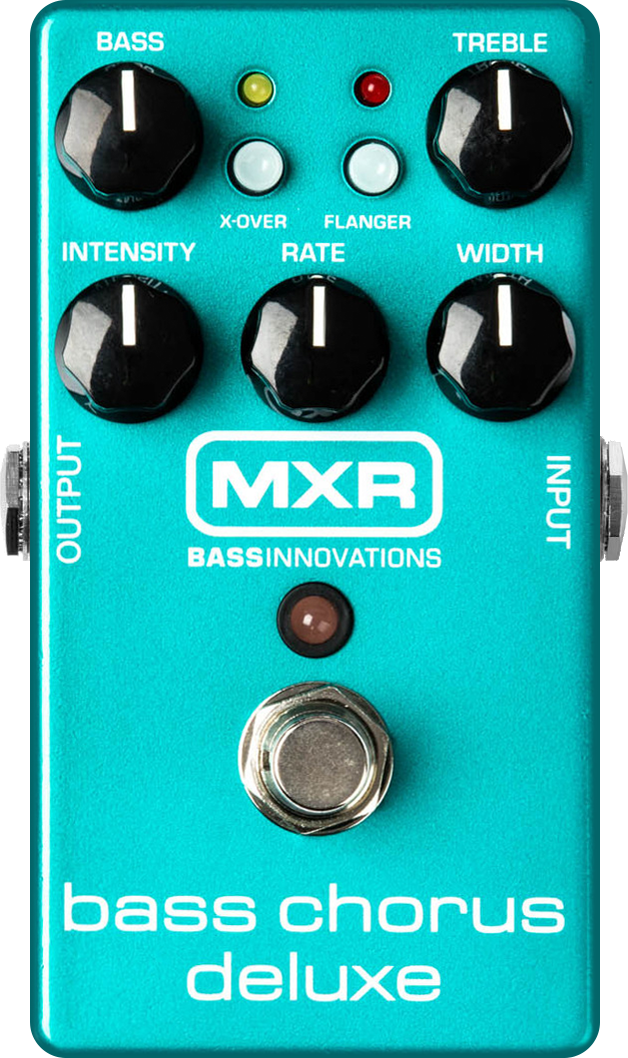 BASS
TREBLE
X-OVER
FLANGER
INTENSITY
RATE
WIDTH
OUTPUT
INPUT
MXR
BASSINNOVATIONS
bass chorus
deluxe